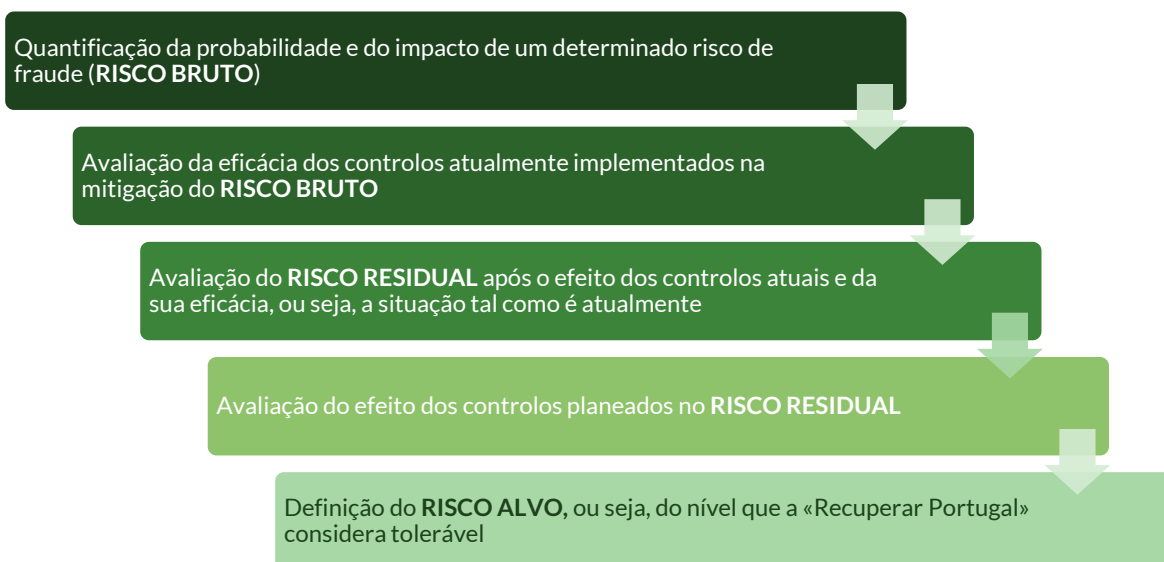 Quantificação da probabilidade e do impacto de um determinado risco de
fraude (RISCO BRUTO)
Avaliação da eficácia dos controlos atualmente implementados na
mitigação do RISCO BRUTO
Avaliação do RISCO RESIDUAL após o efeito dos controlos atuais e da
sua eficácia, ou seja, a situação tal como é atualmente
Avaliação do efeito dos controlos planeados no RISCO RESIDUAL
Definição do RISCO ALVO, ou seja, do nível que a «Recuperar Portugal»
considera tolerável